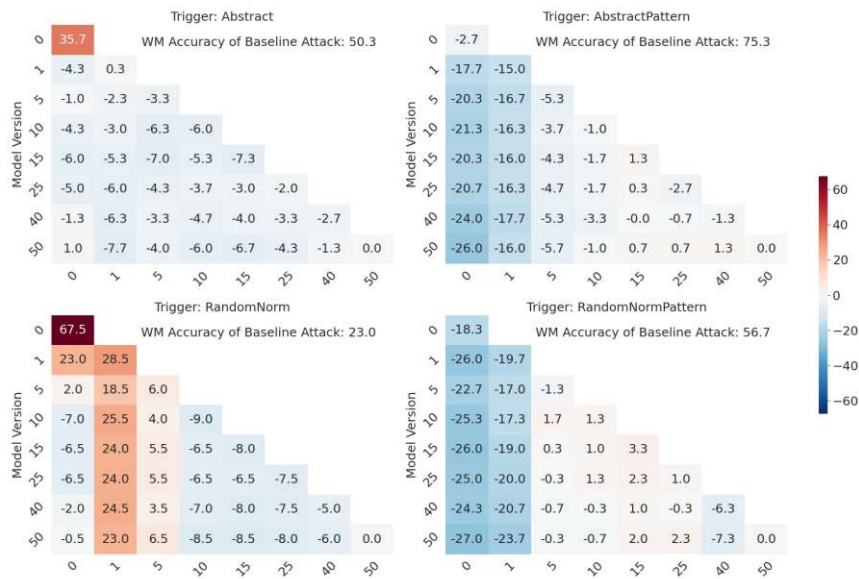 Trigger: Abstract
WM Accuracy of Baseline Attack: 50.3
Model Version
0 35.7
1 -4.3 0.3
5 -1.0 -2.3 -3.3
10 -4.3 -3.0 -6.3 -6.0
15 -6.0 -5.3 -7.0 -5.3 -7.3
25 -5.0 -6.0 -4.3 -3.7 -3.0 -2.0
40 -1.3 -6.3 -3.3 -4.7 -4.0 -3.3 -2.7
50 1.0 -7.7 -4.0 -6.0 -6.7 -4.3 -1.3 0.0
0 1 5 10 15 25 40 50
Trigger: AbstractPattern
WM Accuracy of Baseline Attack: 75.3
Model Version
0 -2.7
1 -17.7 -15.0
5 -20.3 -16.7 -5.3
10 -21.3 -16.3 -3.7 -1.0
15 -20.3 -16.0 -4.3 -1.7 1.3
25 -20.7 -16.3 -4.7 -1.7 0.3 -2.7
40 -24.0 -17.7 -5.3 -3.3 -0.0 -0.7 -1.3
50 -26.0 -16.0 -5.7 -1.0 0.7 0.7 1.3 0.0
0 1 5 10 15 25 40 50
Trigger: RandomNorm
WM Accuracy of Baseline Attack: 23.0
Model Version
0 67.5
1 23.0 28.5
5 2.0 18.5 6.0
10 -7.0 25.5 4.0 -9.0
15 -6.5 24.0 5.5 -6.5 -8.0
25 -6.5 24.0 5.5 -6.5 -6.5 -7.5
40 -2.0 24.5 3.5 -7.0 -8.0 -7.5 -5.0
50 -0.5 23.0 6.5 -8.5 -8.5 -8.0 -6.0 0.0
0 1 5 10 15 25 40 50
Trigger: RandomNormPattern
WM Accuracy of Baseline Attack: 56.7
Model Version
0 -18.3
1 -26.0 -19.7
5 -22.7 -17.0 -1.3
10 -25.3 -17.3 1.7 1.3
15 -26.0 -19.0 0.3 1.0 3.3
25 -25.0 -20.0 -0.3 1.3 2.3 1.0
40 -24.3 -20.7 -0.7 -0.3 1.0 -0.3 -6.3
50 -27.0 -23.7 -0.3 -0.7 2.0 2.3 -7.3 0.0
0 1 5 10 15 25 40 50
60
40
20
0
-20
-40
-60